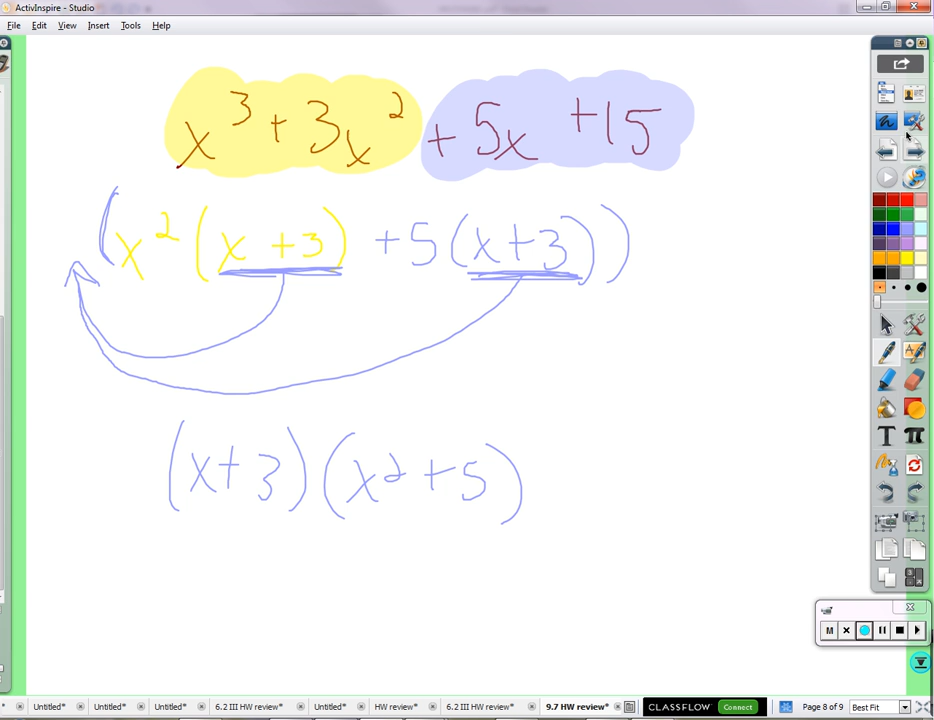 ActivInspire - Studio
File Edit View Insert Tools Help
x³ + 3x² + 5x + 15
(x² (x + 3) + 5 (x + 3))
(x + 3) (x² + 5)
M
Untitled* Untitled* Untitled* 6.2 III HW review* Untitled* HW review* 6.2 III HW review* 9.7 HW review* CLASSFLOW Connect Page 8 of 9 Best Fit